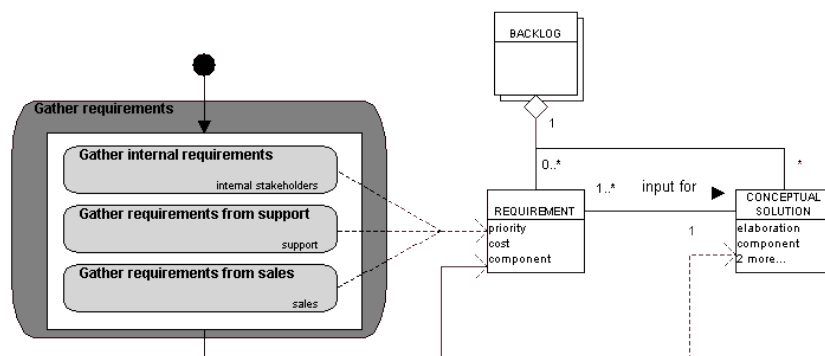 BACKLOG
Gather requirements
1
Gather internal requirements
internal stakeholders
0..*
*
1..*
input for
Gather requirements from support
support
REQUIREMENT
priority
cost
component
1
CONCEPTUAL
SOLUTION
elaboration
component
2 more...
Gather requirements from sales
sales